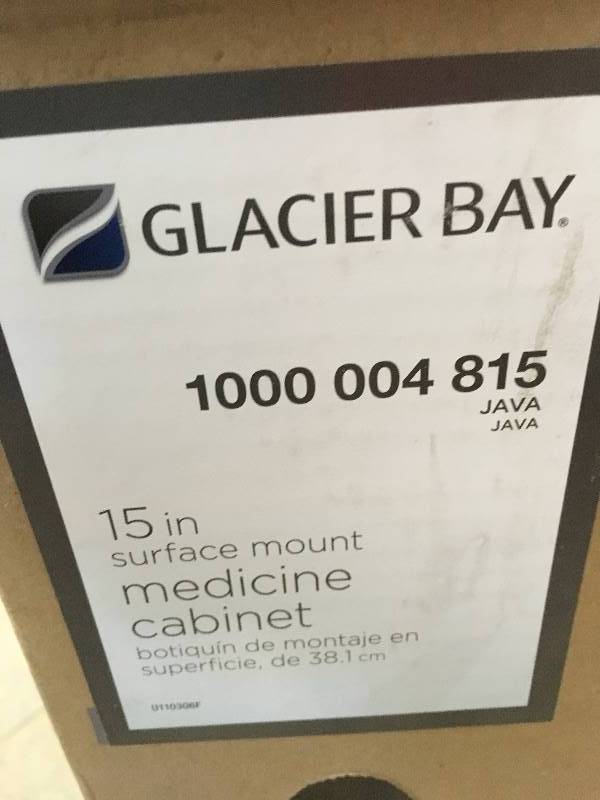 GLACIER BAY®
1000 004 815
JAVA
JAVA
15 in
surface mount
medicine
cabinet
botiquín de montaje en
superficie, de 38.1 cm
0110306F